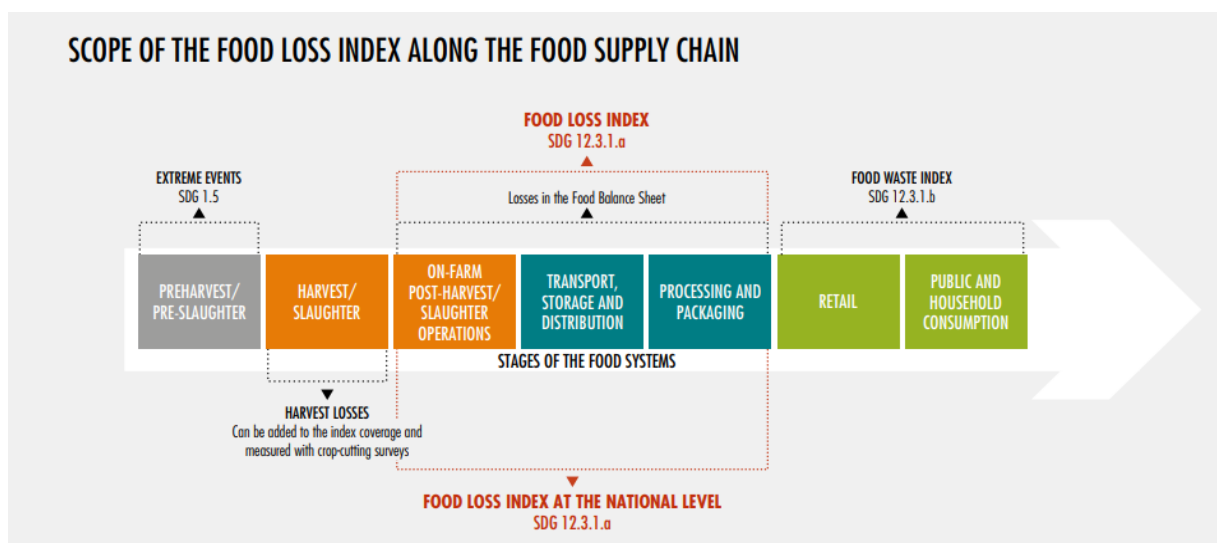 SCOPE OF THE FOOD LOSS INDEX ALONG THE FOOD SUPPLY CHAIN
FOOD LOSS INDEX
SDG 12.3.1.a
EXTREME EVENTS
SDG 1.5
Losses in the Food Balance Sheet
FOOD WASTE INDEX
SDG 12.3.1.b
PREHARVEST/
PRE-SLAUGHTER
HARVEST/
SLAUGHTER
ON-FARM
POST-HARVEST/
SLAUGHTER
OPERATIONS
TRANSPORT,
STORAGE AND
DISTRIBUTION
PROCESSING AND
PACKAGING
RETAIL
PUBLIC AND
HOUSEHOLD
CONSUMPTION
STAGES OF THE FOOD SYSTEMS
HARVEST LOSSES
Can be added to the index coverage and
measured with crop-cutting surveys
FOOD LOSS INDEX AT THE NATIONAL LEVEL
SDG 12.3.1.a